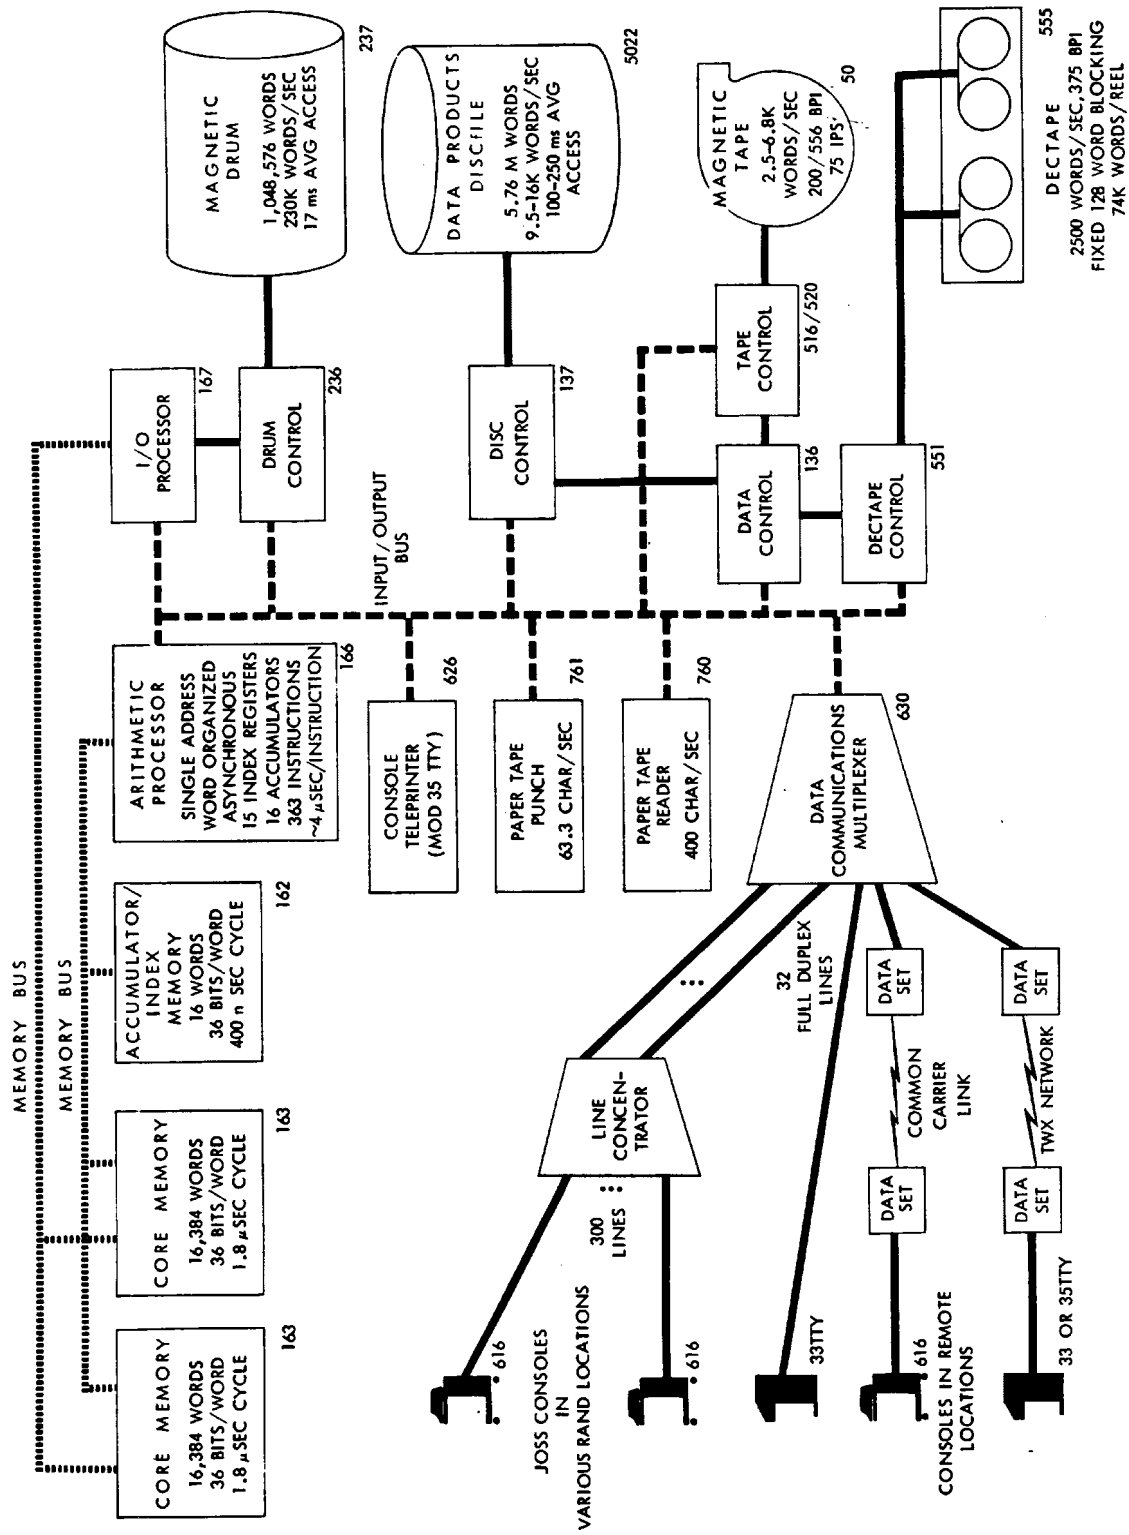 MEMORY BUS
MEMORY BUS
CORE MEMORY
16,384 WORDS
36 BITS/WORD
1.8 μSEC CYCLE
163
CORE MEMORY
16,384 WORDS
36 BITS/WORD
1.8 μSEC CYCLE
163
ACCUMULATOR/
INDEX
MEMORY
16 WORDS
36 BITS/WORD
400 n SEC CYCLE
162
ARITHMETIC
PROCESSOR
SINGLE ADDRESS
WORD ORGANIZED
ASYNCHRONOUS
15 INDEX REGISTERS
16 ACCUMULATORS
363 INSTRUCTIONS
~4 μSEC/INSTRUCTION
166
I/O
PROCESSOR
167
DRUM
CONTROL
236
MAGNETIC
DRUM
1,048,576 WORDS
230K WORDS/SEC
17 ms AVG ACCESS
237
INPUT/OUTPUT
BUS
CONSOLE
TELEPRINTER
(MOD 35 TTY)
626
PAPER TAPE
PUNCH
63.3 CHAR/SEC
761
PAPER TAPE
READER
400 CHAR/SEC
760
DISC
CONTROL
137
DATA PRODUCTS
DISCFILE
5.76 M WORDS
9.5-16K WORDS/SEC
100-250 ms AVG
ACCESS
5022
DATA
CONTROL
136
TAPE
CONTROL
516/520
MAGNETIC
TAPE
2.5-6.8K
WORDS/SEC
200/556 BPI
75 IPS
50
DECTAPE
CONTROL
551
555
DECTAPE
2500 WORDS/SEC,375 BPI
FIXED 128 WORD BLOCKING
74K WORDS/REEL
DATA
COMMUNICATIONS
MULTIPLEXER
630
32
FULL DUPLEX
LINES
LINE
CONCEN-
TRATOR
300
LINES
616
JOSS CONSOLES
IN
VARIOUS RAND LOCATIONS
616
33TTY
DATA
SET
COMMON
CARRIER
LINK
DATA
SET
616
CONSOLES IN REMOTE
LOCATIONS
DATA
SET
TWX NETWORK
DATA
SET
33 OR 35TTY